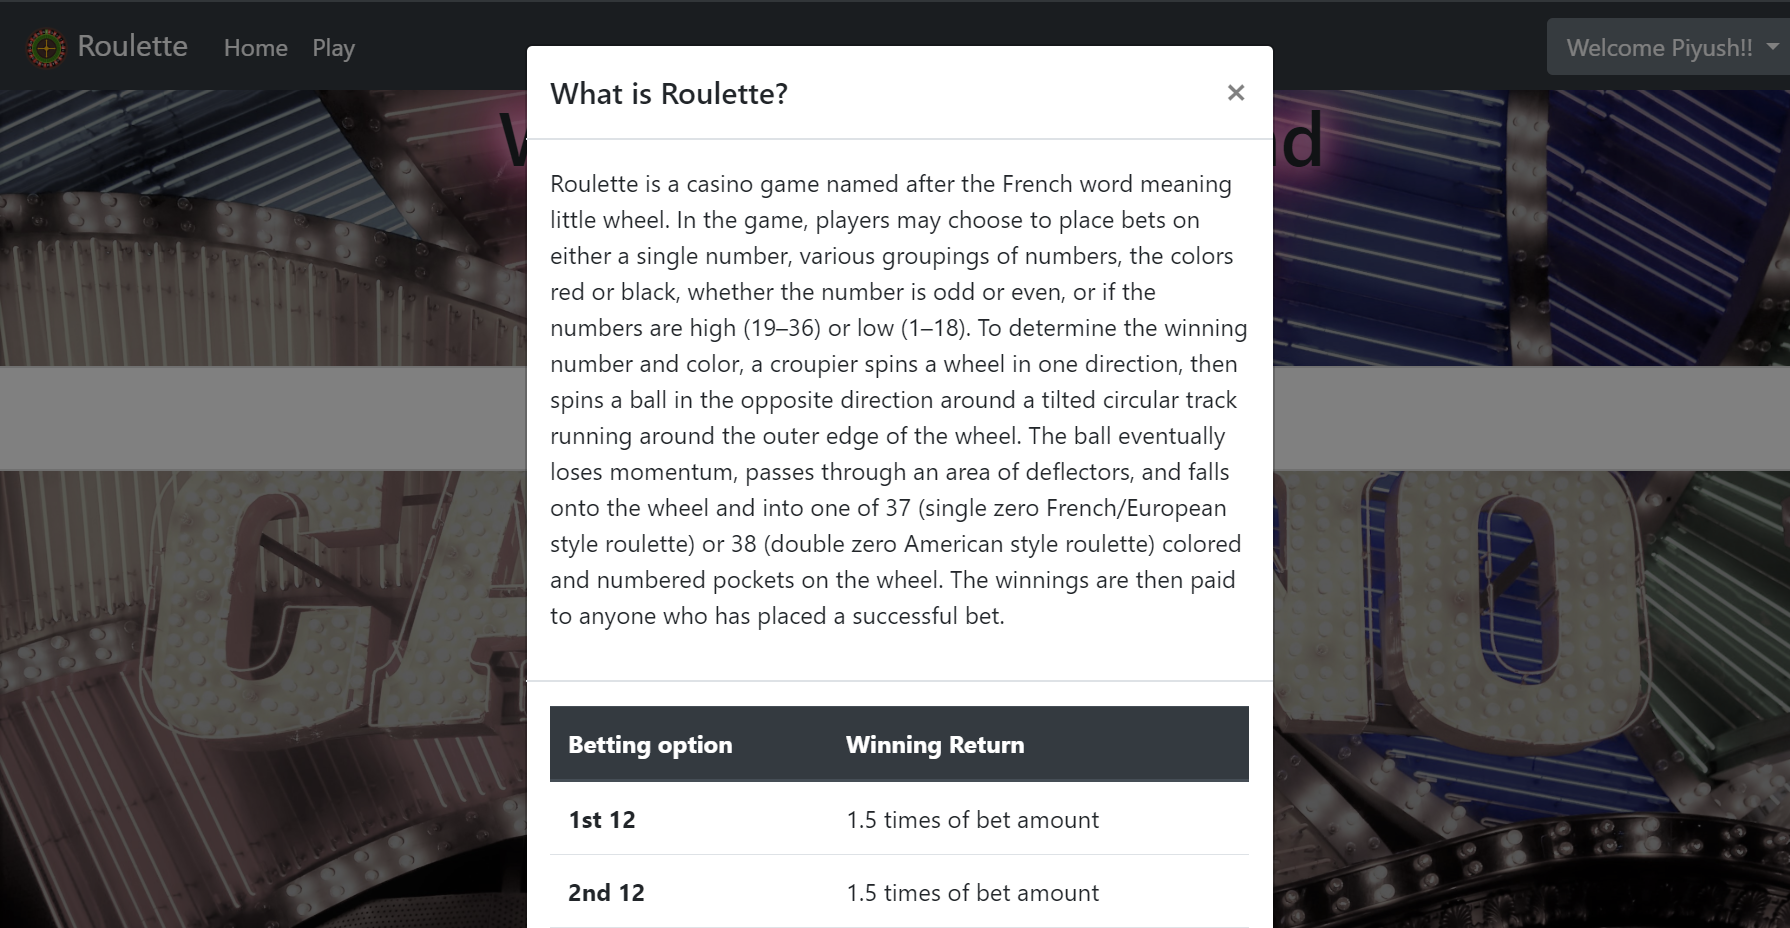 Roulette Home Play
Welcome Piyush!!
What is Roulette?
×
Roulette is a casino game named after the French word meaning
little wheel. In the game, players may choose to place bets on
either a single number, various groupings of numbers, the colors
red or black, whether the number is odd or even, or if the
numbers are high (19–36) or low (1–18). To determine the winning
number and color, a croupier spins a wheel in one direction, then
spins a ball in the opposite direction around a tilted circular track
running around the outer edge of the wheel. The ball eventually
loses momentum, passes through an area of deflectors, and falls
onto the wheel and into one of 37 (single zero French/European
style roulette) or 38 (double zero American style roulette) colored
and numbered pockets on the wheel. The winnings are then paid
to anyone who has placed a successful bet.
Betting option Winning Return
1st 12 1.5 times of bet amount
2nd 12 1.5 times of bet amount